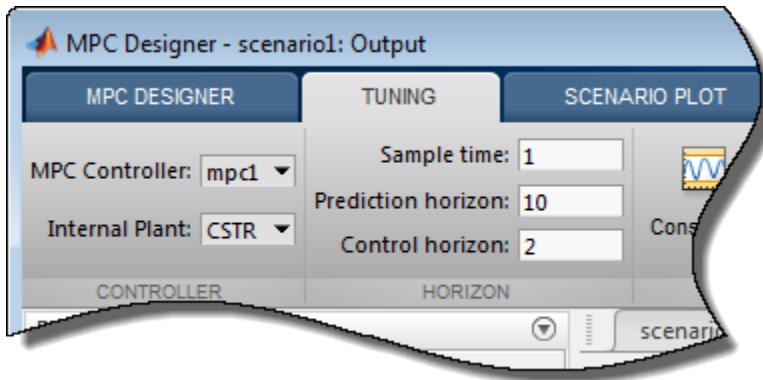 MPC Designer - scenario1: Output
MPC DESIGNER
TUNING
SCENARIO PLOT
MPC Controller: mpc1
Internal Plant: CSTR
CONTROLLER
Sample time: 1
Prediction horizon: 10
Control horizon: 2
HORIZON